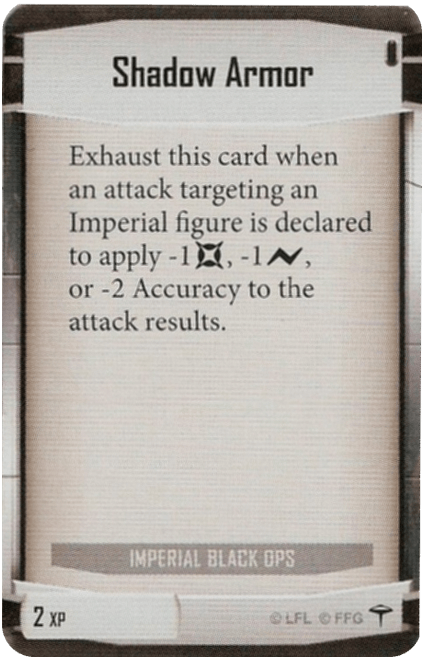 Shadow Armor
Exhaust this card when
an attack targeting an
Imperial figure is declared
to apply -1, -1,
or -2 Accuracy to the
attack results.
IMPERIAL BLACK OPS
2 XP
© LFL © FFG